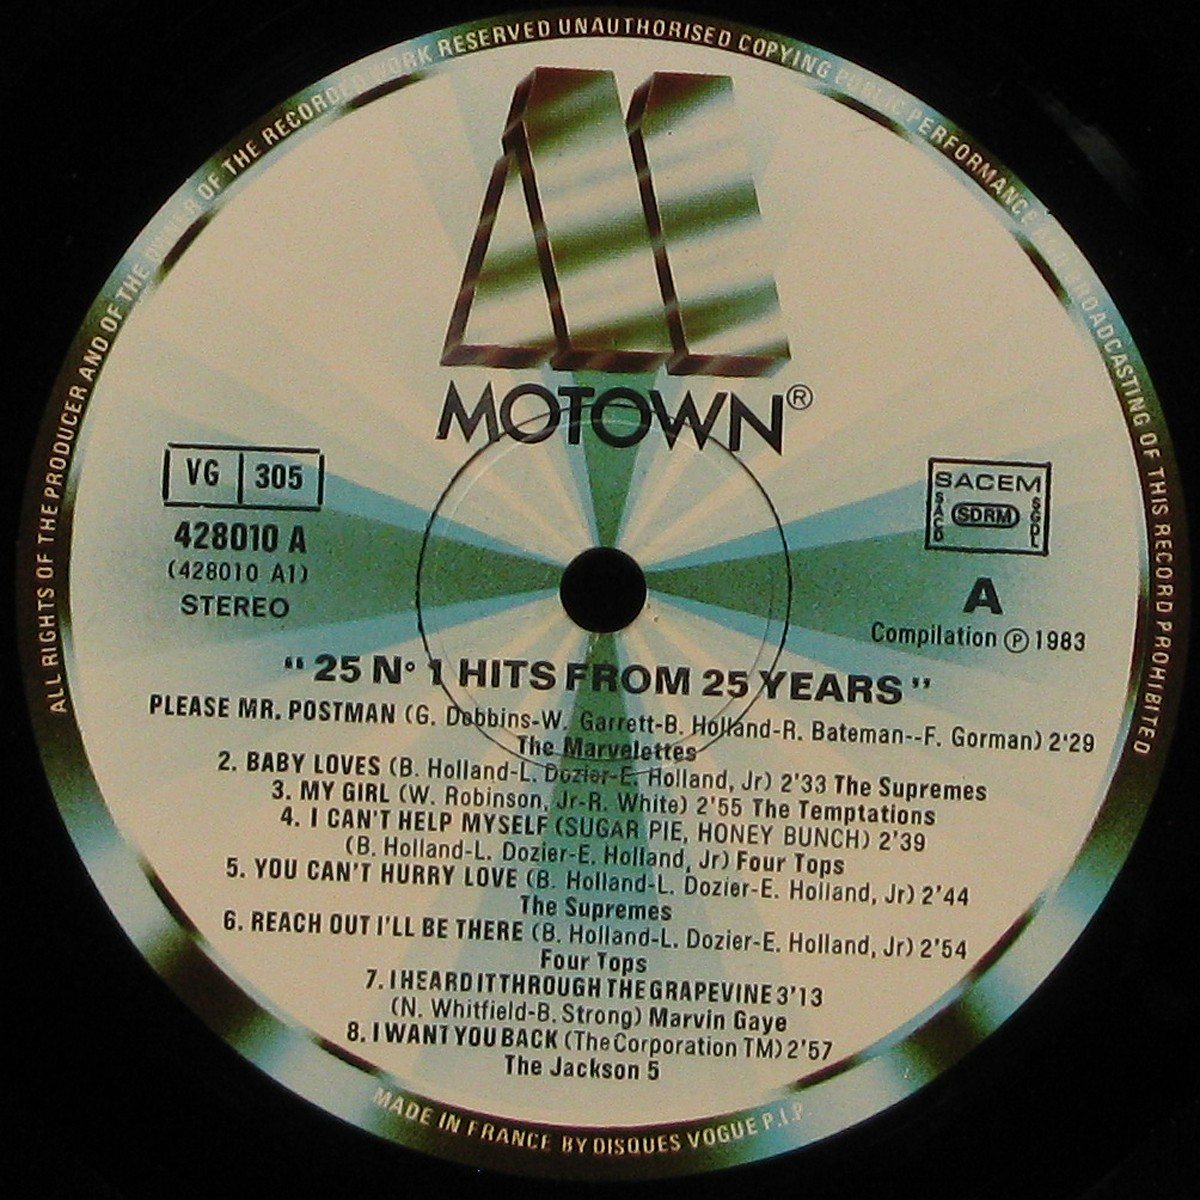 ALL RIGHTS OF THE PRODUCER AND OF THE OWNER OF THE RECORDED WORK RESERVED UNAUTHORISED COPYING PUBLIC PERFORMANCE AND BROADCASTING OF THIS RECORD PROHIBITED
MOTOWN®
VG 305
428010 A
(428010 A1)
STEREO
SACEM
SACD SDRM SGDL
A
Compilation ℗ 1983
"25 N° 1 HITS FROM 25 YEARS"
PLEASE MR. POSTMAN (G. Dobbins-W. Garrett-B. Holland-R. Bateman--F. Gorman) 2'29
The Marvelettes
2. BABY LOVES (B. Holland-L. Dozier-E. Holland, Jr) 2'33 The Supremes
3. MY GIRL (W. Robinson, Jr-R. White) 2'55 The Temptations
4. I CAN'T HELP MYSELF (SUGAR PIE, HONEY BUNCH) 2'39
(B. Holland-L. Dozier-E. Holland, Jr) Four Tops
5. YOU CAN'T HURRY LOVE (B. Holland-L. Dozier-E. Holland, Jr) 2'44
The Supremes
6. REACH OUT I'LL BE THERE (B. Holland-L. Dozier-E. Holland, Jr) 2'54
Four Tops
7. I HEARD IT THROUGH THE GRAPEVINE 3'13
(N. Whitfield-B. Strong) Marvin Gaye
8. I WANT YOU BACK (The Corporation TM) 2'57
The Jackson 5
MADE IN FRANCE BY DISQUES VOGUE P.I.P.